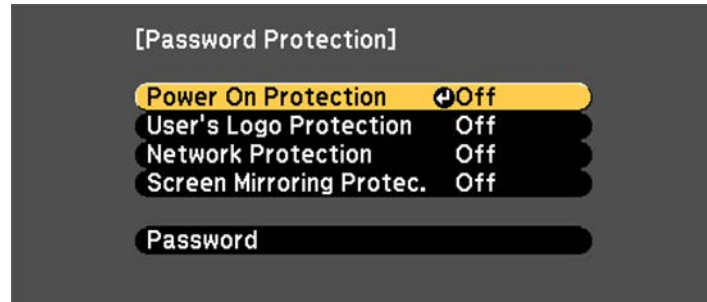 [Password Protection]
Power On Protection Off
User's Logo Protection Off
Network Protection Off
Screen Mirroring Protec. Off
Password